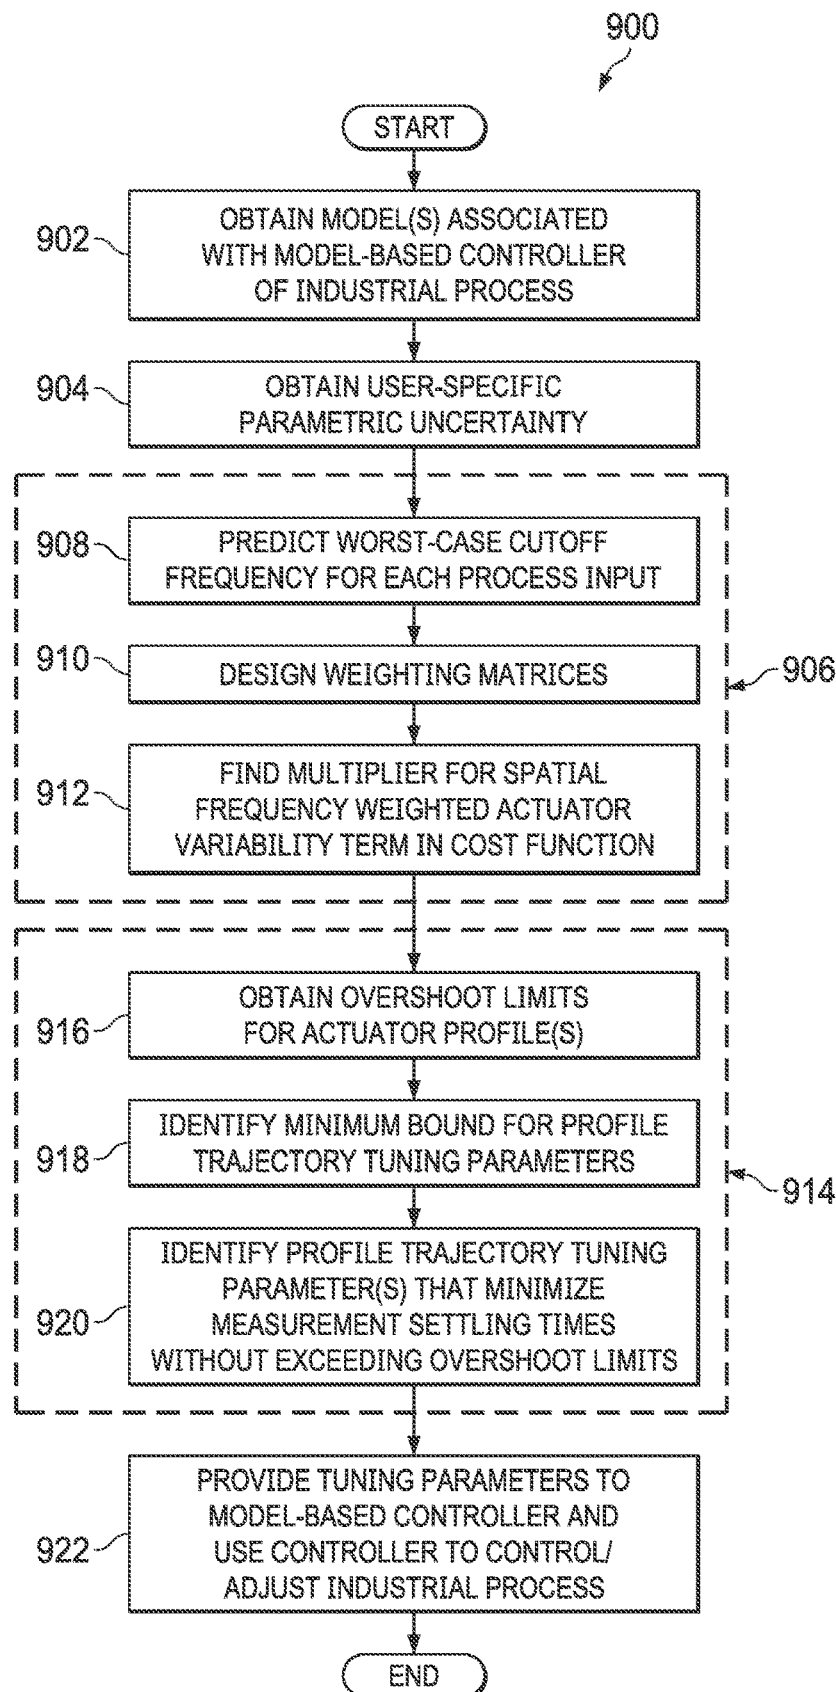 900
START
902
OBTAIN MODEL(S) ASSOCIATED
WITH MODEL-BASED CONTROLLER
OF INDUSTRIAL PROCESS
904
OBTAIN USER-SPECIFIC
PARAMETRIC UNCERTAINTY
908
PREDICT WORST-CASE CUTOFF
FREQUENCY FOR EACH PROCESS INPUT
910
DESIGN WEIGHTING MATRICES
906
912
FIND MULTIPLIER FOR SPATIAL
FREQUENCY WEIGHTED ACTUATOR
VARIABILITY TERM IN COST FUNCTION
916
OBTAIN OVERSHOOT LIMITS
FOR ACTUATOR PROFILE(S)
918
IDENTIFY MINIMUM BOUND FOR PROFILE
TRAJECTORY TUNING PARAMETERS
914
920
IDENTIFY PROFILE TRAJECTORY TUNING
PARAMETER(S) THAT MINIMIZE
MEASUREMENT SETTLING TIMES
WITHOUT EXCEEDING OVERSHOOT LIMITS
922
PROVIDE TUNING PARAMETERS TO
MODEL-BASED CONTROLLER AND
USE CONTROLLER TO CONTROL/
ADJUST INDUSTRIAL PROCESS
END